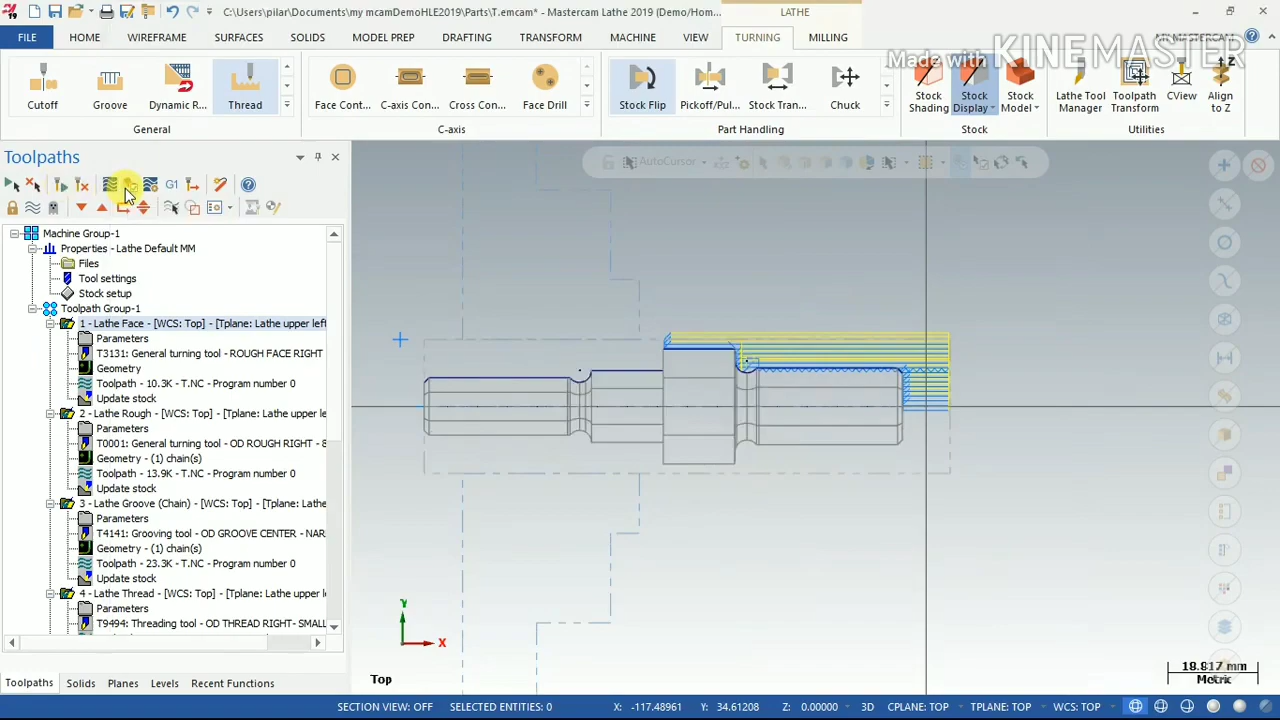 C:\Users\pilar\Documents\my mcamDemoHLE2019\Parts\T.emcam* - Mastercam Lathe 2019 (Demo/Hom...
LATHE
FILE HOME WIREFRAME SURFACES SOLIDS MODEL PREP DRAFTING TRANSFORM MACHINE VIEW TURNING MILLING MY MASTERCAM
Made with KINEMASTER
Cutoff Groove Dynamic R... Thread Face Cont... C-axis Con... Cross Con... Face Drill Stock Flip Pickoff/Pul... Stock Tran... Chuck Stock Shading Stock Display Stock Model Lathe Tool Manager Toolpath Transform CView Align to Z
General C-axis Part Handling Stock Utilities
Toolpaths
AutoCursor
G1
Machine Group-1
Properties - Lathe Default MM
Files
Tool settings
Stock setup
Toolpath Group-1
1 - Lathe Face - [WCS: Top] - [Tplane: Lathe upper left
Parameters
T3131: General turning tool - ROUGH FACE RIGHT
Geometry
Toolpath - 10.3K - T.NC - Program number 0
Update stock
2 - Lathe Rough - [WCS: Top] - [Tplane: Lathe upper le
Parameters
T0001: General turning tool - OD ROUGH RIGHT - 8
Geometry - (1) chain(s)
Toolpath - 13.9K - T.NC - Program number 0
Update stock
3 - Lathe Groove (Chain) - [WCS: Top] - [Tplane: Lathe
Parameters
T4141: Grooving tool - OD GROOVE CENTER - NAR
Geometry - (1) chain(s)
Toolpath - 23.3K - T.NC - Program number 0
Update stock
4 - Lathe Thread - [WCS: Top] - [Tplane: Lathe upper le
Parameters
T9494: Threading tool - OD THREAD RIGHT- SMALL
Y
X
Top
18.817 mm
Metric
Toolpaths Solids Planes Levels Recent Functions
SECTION VIEW: OFF SELECTED ENTITIES: 0 X: -117.48961 Y: 34.61208 Z: 0.00000 3D CPLANE: TOP TPLANE: TOP WCS: TOP